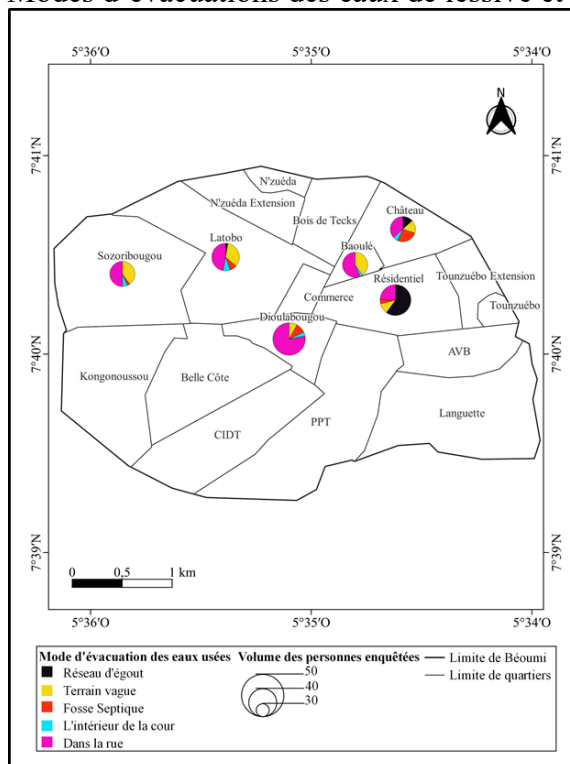 Modes d'évacuations des eaux de lessive et
5°36'O 5°35'O 5°34'O
N
7°41'N 7°41'N
N'zuéda
N'zuéda Extension
Bois de Tecks
Château
Latobo
Baoulé
Sozoribougou
Résidentiel
Tounzuébo Extension
Commerce
Tounzuébo
Dioulabougou
7°40'N 7°40'N
AVB
Kongonoussou
Belle Côte
Languette
PPT
CIDT
7°39'N 7°39'N
0 0,5 1 km
5°36'O 5°35'O 5°34'O
Mode d'évacuation des eaux usées
Réseau d'égout
Terrain vague
Fosse Septique
L'intérieur de la cour
Dans la rue
Volume des personnes enquêtées
50
40
30
Limite de Béoumi
Limite de quartiers